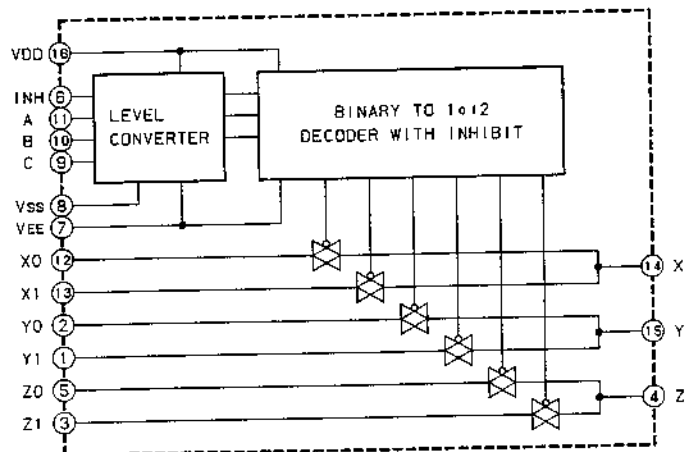 VDD 16
INH 6
A 11
B 10
C 9
LEVEL
CONVERTER
BINARY TO 1of2
DECODER WITH INHIBIT
VSS 8
VEE 7
X0 12
14 X
X1 13
Y0 2
15 Y
Y1 1
Z0 5
4 Z
Z1 3